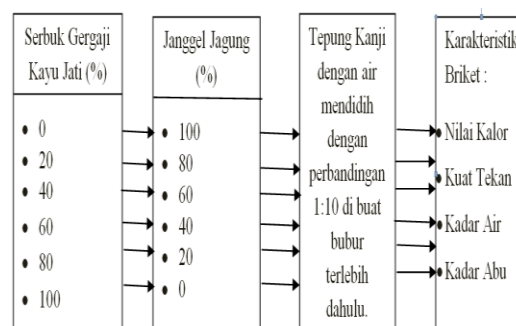 Serbuk Gergaji
Kayu Jati (%)
• 0
• 20
• 40
• 60
• 80
• 100
Janggel Jagung
(%)
• 100
• 80
• 60
• 40
• 20
• 0
Tepung Kanji
dengan air
mendidih
dengan
perbandingan
1:10 di buat
bubur
terlebih
dahulu.
Karakteristik
Briket :
• Nilai Kalor
• Kuat Tekan
• Kadar Air
• Kadar Abu